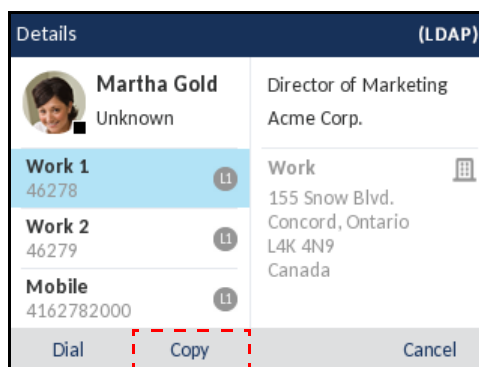 Details (LDAP)
Martha Gold
Unknown
Work 1
46278
L1
Work 2
46279
L1
Mobile
4162782000
L1
Director of Marketing
Acme Corp.
Work
155 Snow Blvd.
Concord, Ontario
L4K 4N9
Canada
Dial Copy Cancel